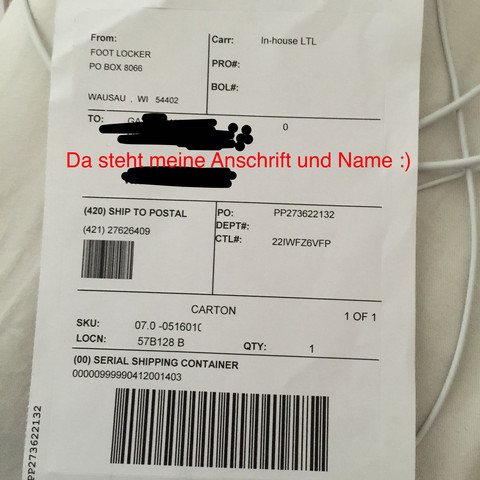 From:
FOOT LOCKER
PO BOX 8066
WAUSAU , WI 54402
Carr: In-house LTL
PRO#:
BOL#:
TO:
0
Da steht meine Anschrift und Name :)
(420) SHIP TO POSTAL
(421) 27626409
PO: PP273622132
DEPT#:
CTL#: 22IWFZ6VFP
CARTON
1 OF 1
SKU: 07.0 -0516010
LOCN: 57B128 B
QTY: 1
(00) SERIAL SHIPPING CONTAINER
00000999990412001403
PP273622132